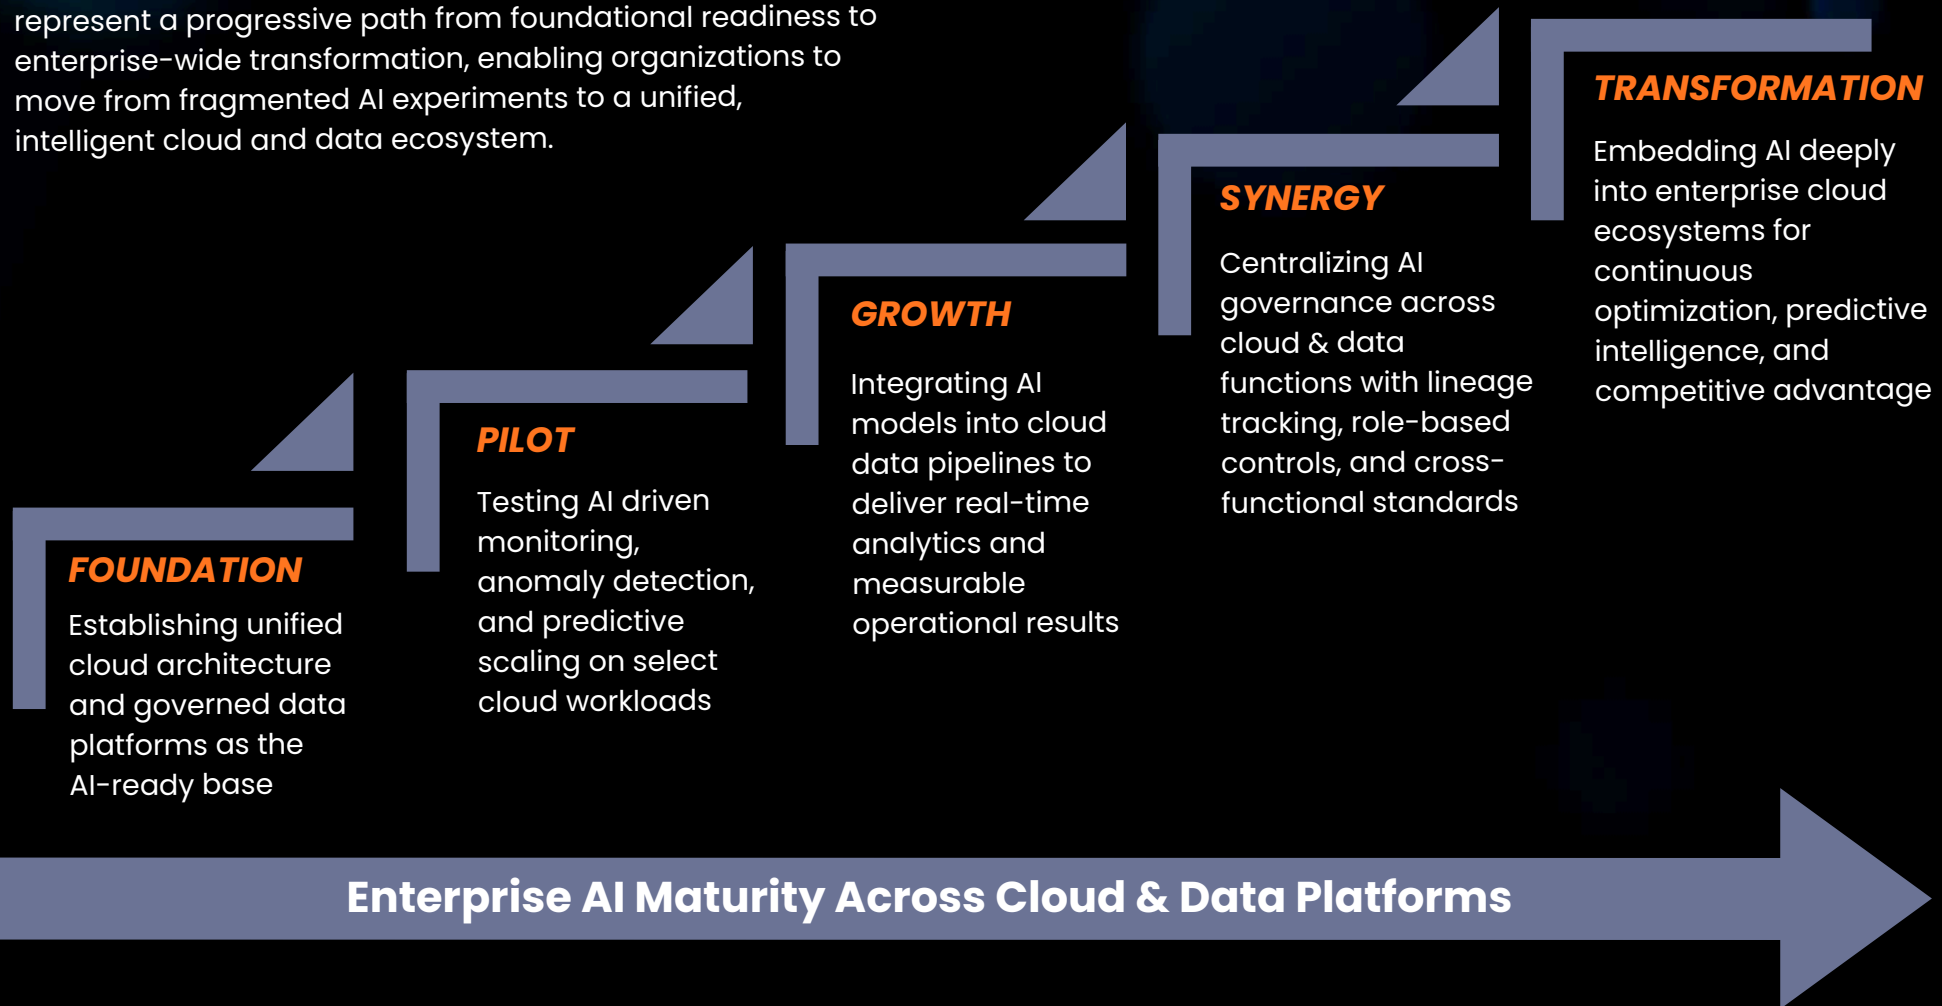 represent a progressive path from foundational readiness to
enterprise-wide transformation, enabling organizations to
move from fragmented AI experiments to a unified,
intelligent cloud and data ecosystem.
FOUNDATION
Establishing unified
cloud architecture
and governed data
platforms as the
AI-ready base
PILOT
Testing AI driven
monitoring,
anomaly detection,
and predictive
scaling on select
cloud workloads
GROWTH
Integrating AI
models into cloud
data pipelines to
deliver real-time
analytics and
measurable
operational results
SYNERGY
Centralizing AI
governance across
cloud & data
functions with lineage
tracking, role-based
controls, and cross-
functional standards
TRANSFORMATION
Embedding AI deeply
into enterprise cloud
ecosystems for
continuous
optimization, predictive
intelligence, and
competitive advantage
Enterprise AI Maturity Across Cloud & Data Platforms